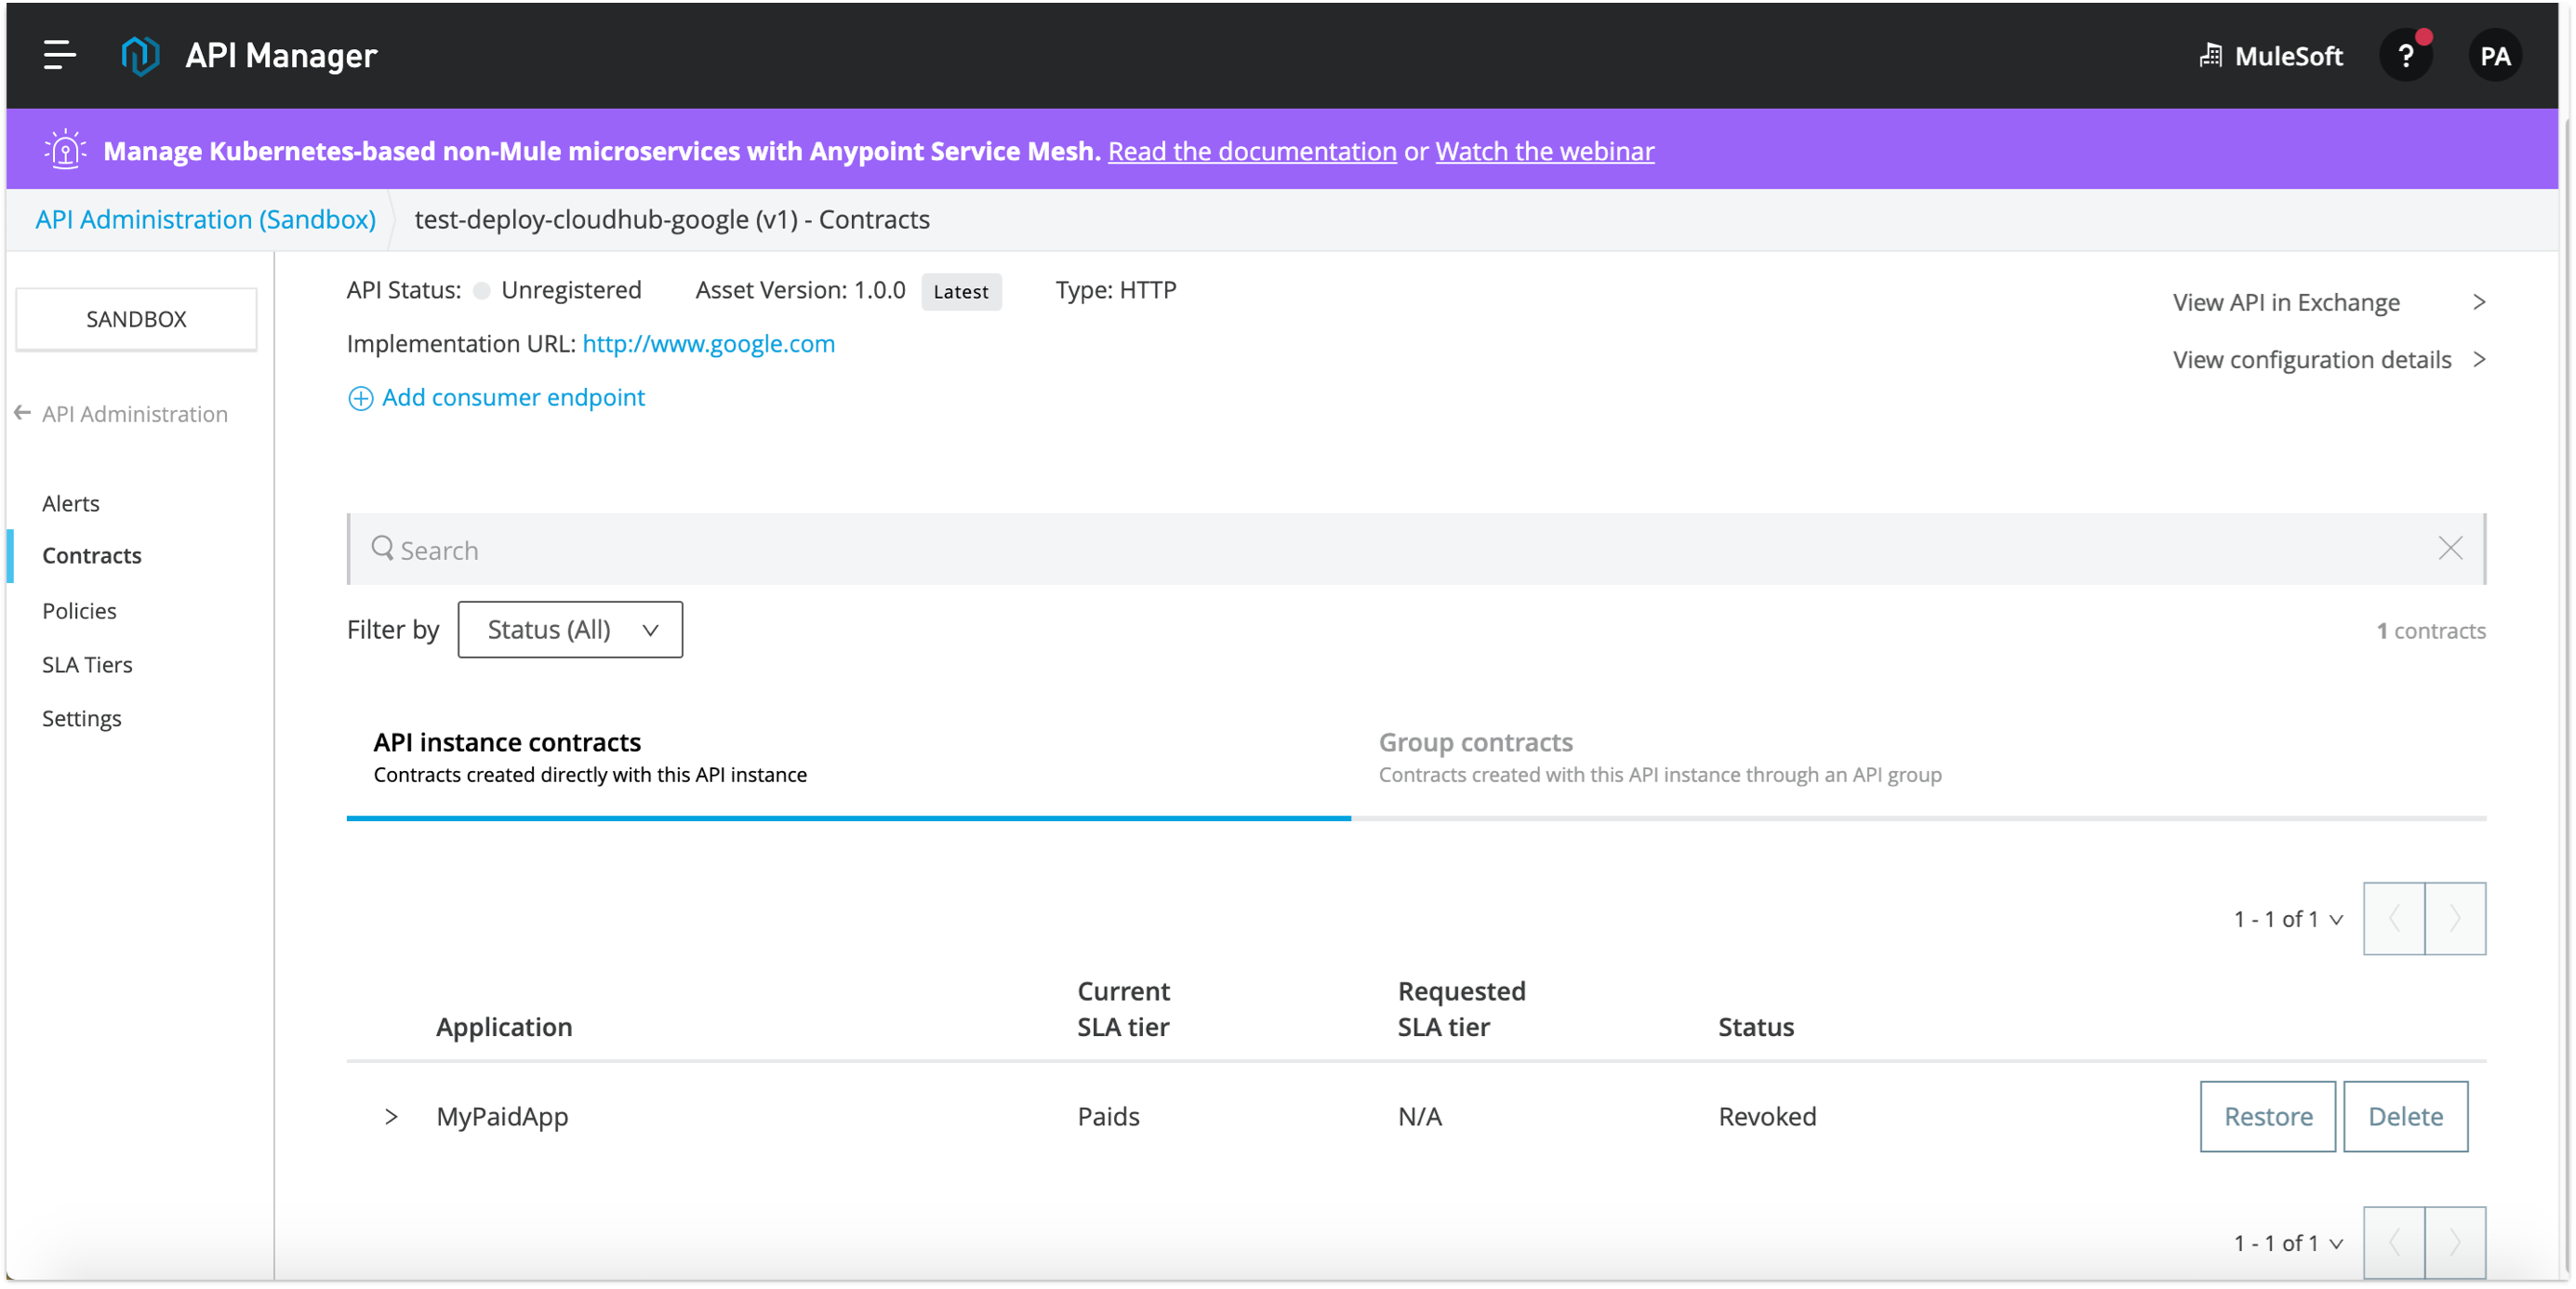 API Manager
MuleSoft
?
PA
Manage Kubernetes-based non-Mule microservices with Anypoint Service Mesh. Read the documentation or Watch the webinar
API Administration (Sandbox)
test-deploy-cloudhub-google (v1) - Contracts
SANDBOX
API Administration
Alerts
Contracts
Policies
SLA Tiers
Settings
API Status: Unregistered Asset Version: 1.0.0 Latest Type: HTTP
Implementation URL: http://www.google.com
Add consumer endpoint
View API in Exchange
View configuration details
Search
Filter by Status (All)
1 contracts
API instance contracts
Contracts created directly with this API instance
Group contracts
Contracts created with this API instance through an API group
1 - 1 of 1
Application
Current
SLA tier
Requested
SLA tier
Status
MyPaidApp Paids N/A Revoked Restore Delete
1 - 1 of 1